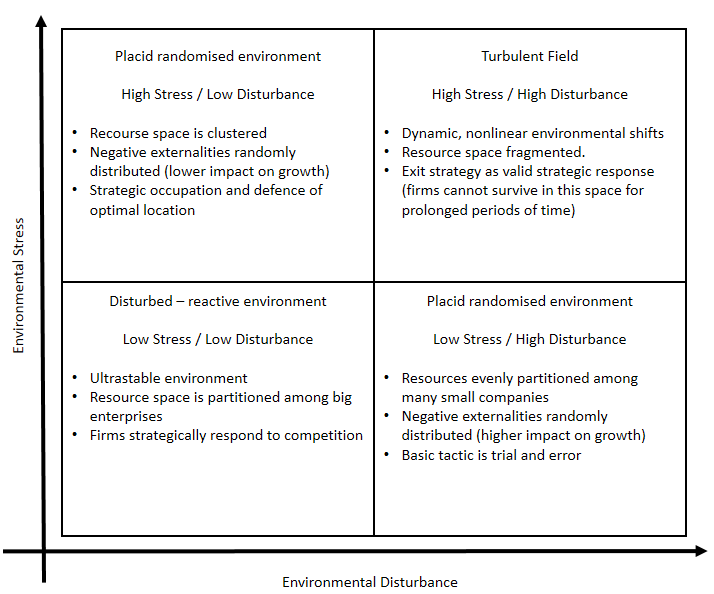 Environmental Stress
Placid randomised environment
High Stress / Low Disturbance
• Recourse space is clustered
• Negative externalities randomly
distributed (lower impact on growth)
• Strategic occupation and defence of
optimal location
Turbulent Field
High Stress / High Disturbance
• Dynamic, nonlinear environmental shifts
• Resource space fragmented.
• Exit strategy as valid strategic response
(firms cannot survive in this space for
prolonged periods of time)
Disturbed – reactive environment
Low Stress / Low Disturbance
• Ultrastable environment
• Resource space is partitioned among big
enterprises
• Firms strategically respond to competition
Placid randomised environment
Low Stress / High Disturbance
• Resources evenly partitioned among
many small companies
• Negative externalities randomly
distributed (higher impact on growth)
• Basic tactic is trial and error
Environmental Disturbance